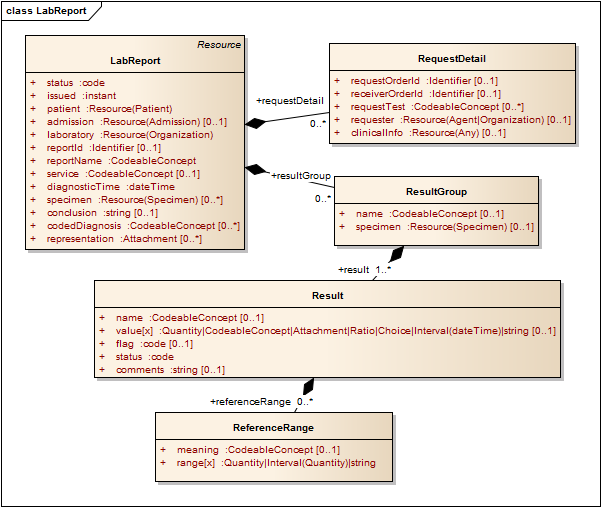 class LabReport
Resource
LabReport
+ status :code
+ issued :instant
+ patient :Resource(Patient)
+ admission :Resource(Admission) [0..1]
+ laboratory :Resource(Organization)
+ reportId :Identifier [0..1]
+ reportName :CodeableConcept
+ service :CodeableConcept [0..1]
+ diagnosticTime :dateTime
+ specimen :Resource(Specimen) [0..*]
+ conclusion :string [0..1]
+ codedDiagnosis :CodeableConcept [0..*]
+ representation :Attachment [0..*]
+requestDetail
0..*
RequestDetail
+ requestOrderId :Identifier [0..1]
+ receiverOrderId :Identifier [0..1]
+ requestTest :CodeableConcept [0..*]
+ requester :Resource(Agent|Organization) [0..1]
+ clinicalInfo :Resource(Any) [0..1]
+resultGroup
0..*
ResultGroup
+ name :CodeableConcept [0..1]
+ specimen :Resource(Specimen) [0..1]
+result 1..*
Result
+ name :CodeableConcept [0..1]
+ value[x] :Quantity|CodeableConcept|Attachment|Ratio|Choice|Interval(dateTime)|string [0..1]
+ flag :code [0..1]
+ status :code
+ comments :string [0..1]
+referenceRange 0..*
ReferenceRange
+ meaning :CodeableConcept [0..1]
+ range[x] :Quantity|Interval(Quantity)|string